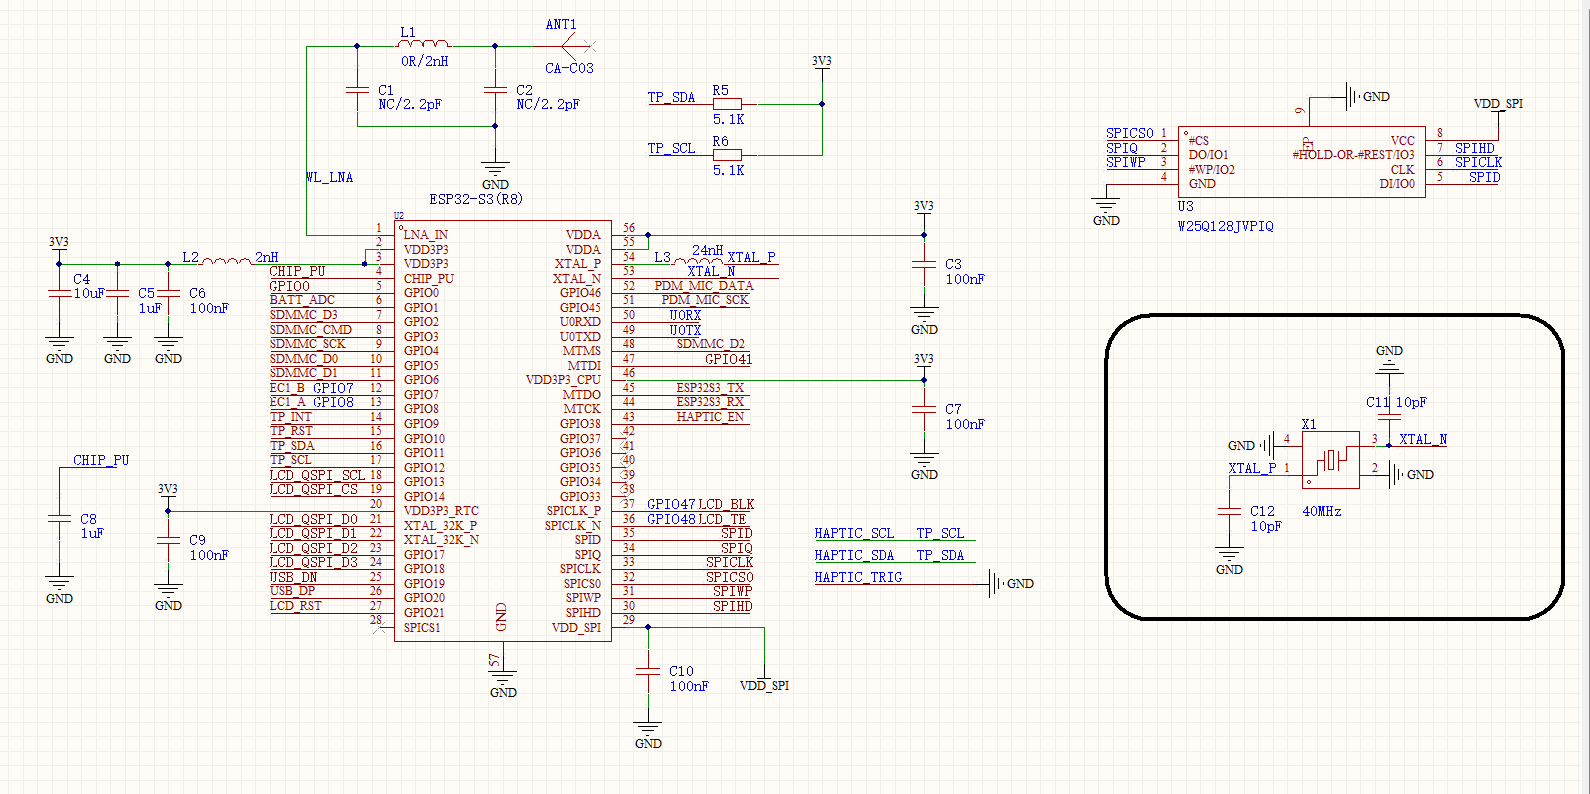 ANT1
L1
0R/2nH
CA-C03
C1
NC/2.2pF
C2
NC/2.2pF
GND
WL_LNA
3V3
TP_SDA
R5
5.1K
TP_SCL
R6
5.1K
ESP32-S3(R8)
U2
1 LNA_IN
2 VDD3P3
3 VDD3P3
CHIP_PU 4 CHIP_PU
GPIO0 5 GPIO0
BATT_ADC 6 GPIO1
SDMMC_D3 7 GPIO2
SDMMC_CMD 8 GPIO3
SDMMC_SCK 9 GPIO4
SDMMC_D0 10 GPIO5
SDMMC_D1 11 GPIO6
EC1_B GPIO7 12 GPIO7
EC1_A GPIO8 13 GPIO8
TP_INT 14 GPIO9
TP_RST 15 GPIO10
TP_SDA 16 GPIO11
TP_SCL 17 GPIO12
LCD_QSPI_SCL 18 GPIO13
LCD_QSPI_CS 19 GPIO14
20 VDD3P3_RTC
LCD_QSPI_D0 21 XTAL_32K_P
LCD_QSPI_D1 22 XTAL_32K_N
LCD_QSPI_D2 23 GPIO17
LCD_QSPI_D3 24 GPIO18
USB_DN 25 GPIO19
USB_DP 26 GPIO20
LCD_RST 27 GPIO21
28 SPICS1
VDDA 56
VDDA 55
XTAL_P 54 L3 24nH XTAL_P
XTAL_N 53 XTAL_N
GPIO46 52 PDM_MIC_DATA
GPIO45 51 PDM_MIC_SCK
U0RXD 50 U0RX
U0TXD 49 U0TX
MTMS 48 SDMMC_D2
MTDI 47 GPIO41
VDD3P3_CPU 46
MTDO 45 ESP32S3_TX
MTCK 44 ESP32S3_RX
GPIO38 43 HAPTIC_EN
GPIO37 42
GPIO36 41
GPIO35 40
GPIO34 39
GPIO33 38
SPICLK_P 37 GPIO47 LCD_BLK
SPICLK_N 36 GPIO48 LCD_TE
SPID 35 SPID
SPIQ 34 SPIQ
SPICLK 33 SPICLK
SPICS0 32 SPICS0
SPIWP 31 SPIWP
SPIHD 30 SPIHD
VDD_SPI 29
GND
57
GND
3V3
L2 2nH
C4
10uF
C5
1uF
C6
100nF
GND
GND
GND
CHIP_PU
C8
1uF
GND
3V3
C9
100nF
GND
3V3
C3
100nF
GND
3V3
C7
100nF
GND
HAPTIC_SCL TP_SCL
HAPTIC_SDA TP_SDA
HAPTIC_TRIG GND
C10
100nF
VDD_SPI
GND
9 GND
EP
VDD_SPI
SPICS0 1 #CS
SPIQ 2 DO/IO1
SPIWP 3 #WP/IO2
4 GND
VCC 8
#HOLD-OR-#REST/IO3 7 SPIHD
CLK 6 SPICLK
DI/IO0 5 SPID
GND
U3
W25Q128JVPIQ
GND
C11 10pF
X1
GND 4
3 XTAL_N
XTAL_P 1
2 GND
40MHz
C12
10pF
GND